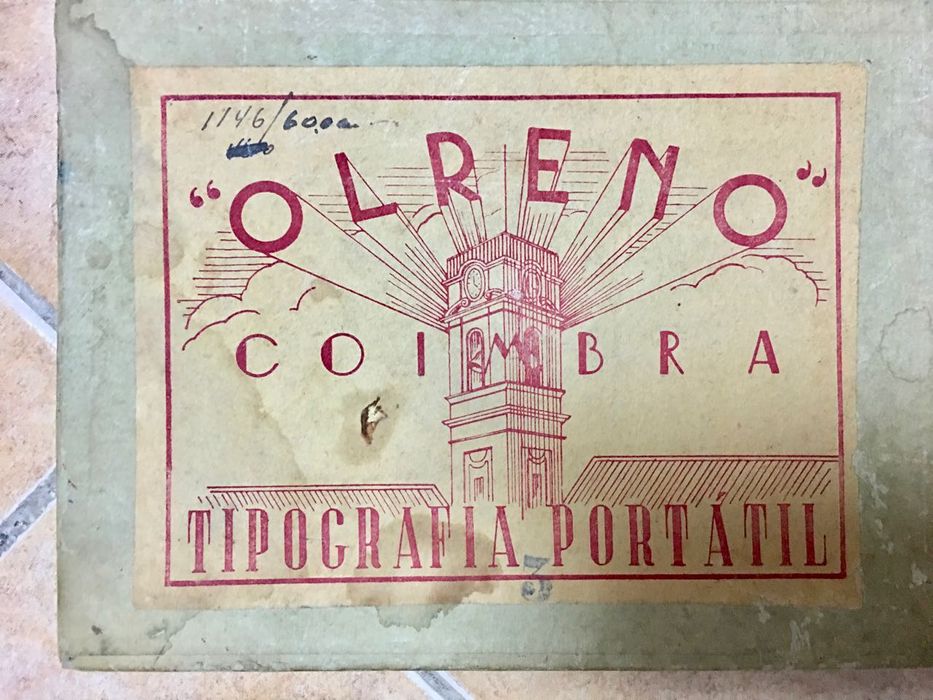 1146/60,00
"OLRENO"
COIMBRA
TIPOGRAFIA PORTÁTIL